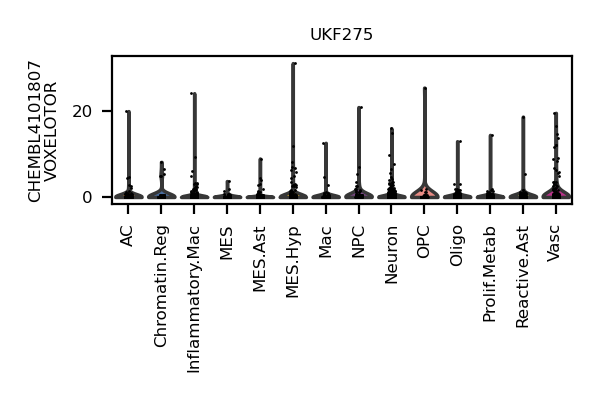 UKF275
CHEMBL4101807
VOXELOTOR
20
0
AC
Chromatin.Reg
Inflammatory.Mac
MES
MES.Ast
MES.Hyp
Mac
NPC
Neuron
OPC
Oligo
Prolif.Metab
Reactive.Ast
Vasc